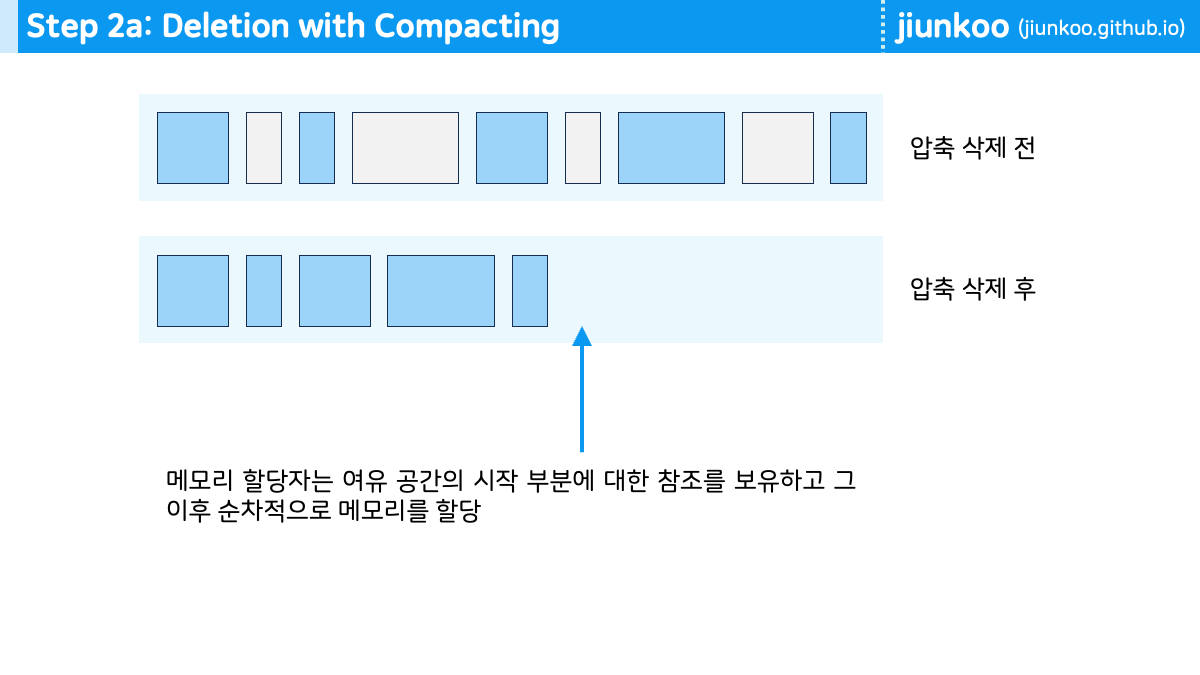 Step 2a: Deletion with Compacting
jiunkoo (jiunkoo.github.io)
압축 삭제 전
압축 삭제 후
메모리 할당자는 여유 공간의 시작 부분에 대한 참조를 보유하고 그
이후 순차적으로 메모리를 할당